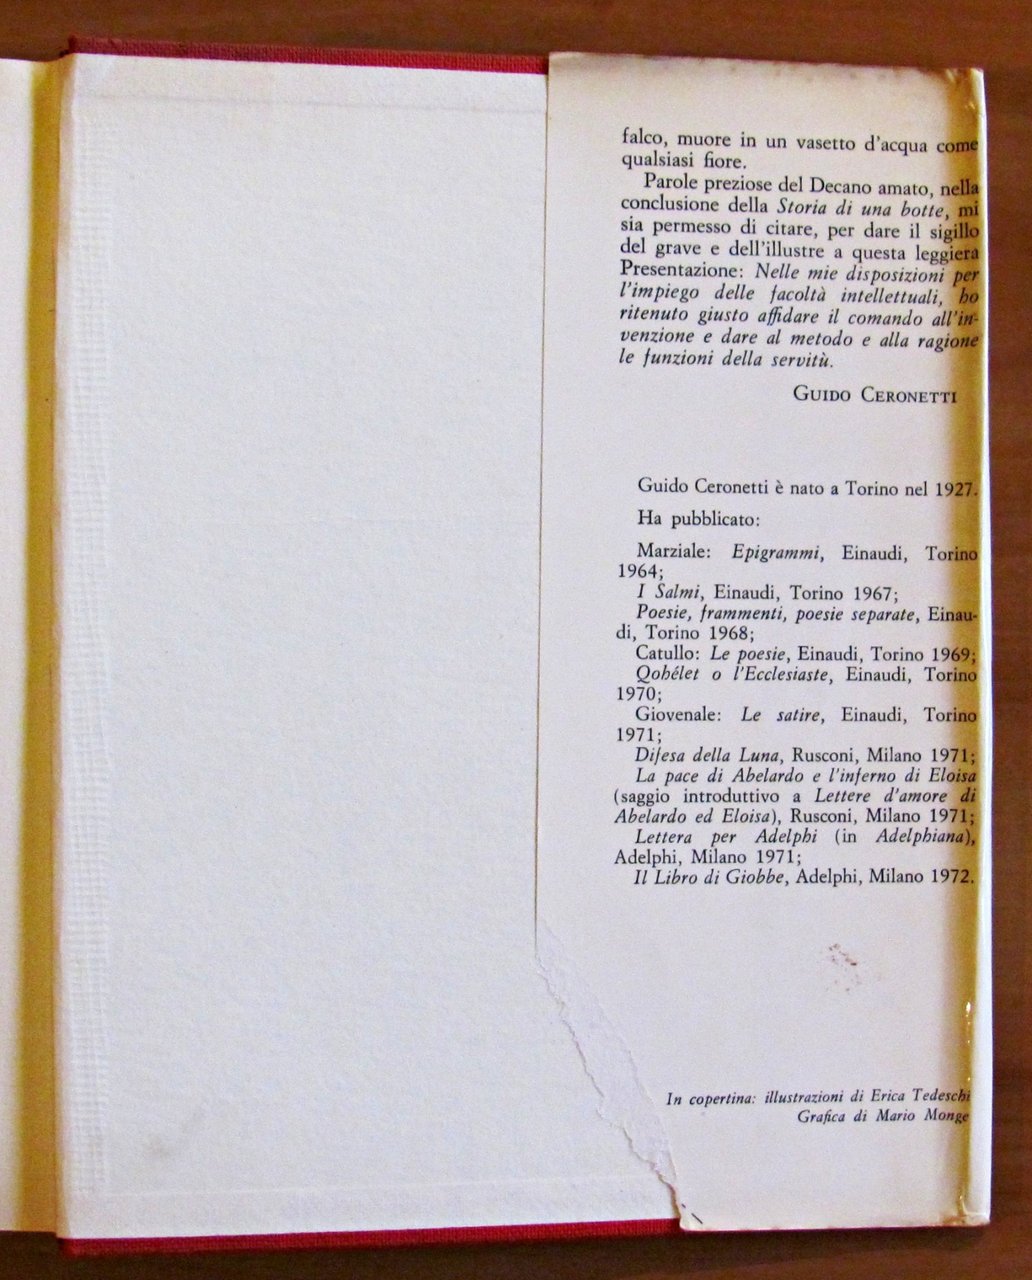 falco, muore in un vasetto d'acqua come
qualsiasi fiore.
Parole preziose del Decano amato, nella
conclusione della Storia di una botte, mi
sia permesso di citare, per dare il sigillo
del grave e dell'illustre a questa leggiera
Presentazione: Nelle mie disposizioni per
l'impiego delle facoltà intellettuali, ho
ritenuto giusto affidare il comando all'in-
venzione e dare al metodo e alla ragione
le funzioni della servitù.
GUIDO CERONETTI
Guido Ceronetti è nato a Torino nel 1927.
Ha pubblicato:
Marziale: Epigrammi, Einaudi, Torino
1964;
I Salmi, Einaudi, Torino 1967;
Poesie, frammenti, poesie separate, Einau-
di, Torino 1968;
Catullo: Le poesie, Einaudi, Torino 1969;
Qohélet o l'Ecclesiaste, Einaudi, Torino
1970;
Giovenale: Le satire, Einaudi, Torino
1971;
Difesa della Luna, Rusconi, Milano 1971;
La pace di Abelardo e l'inferno di Eloisa
(saggio introduttivo a Lettere d'amore di
Abelardo ed Eloisa), Rusconi, Milano 1971;
Lettera per Adelphi (in Adelphiana),
Adelphi, Milano 1971;
Il Libro di Giobbe, Adelphi, Milano 1972.
In copertina: illustrazioni di Erica Tedeschi
Grafica di Mario Monge